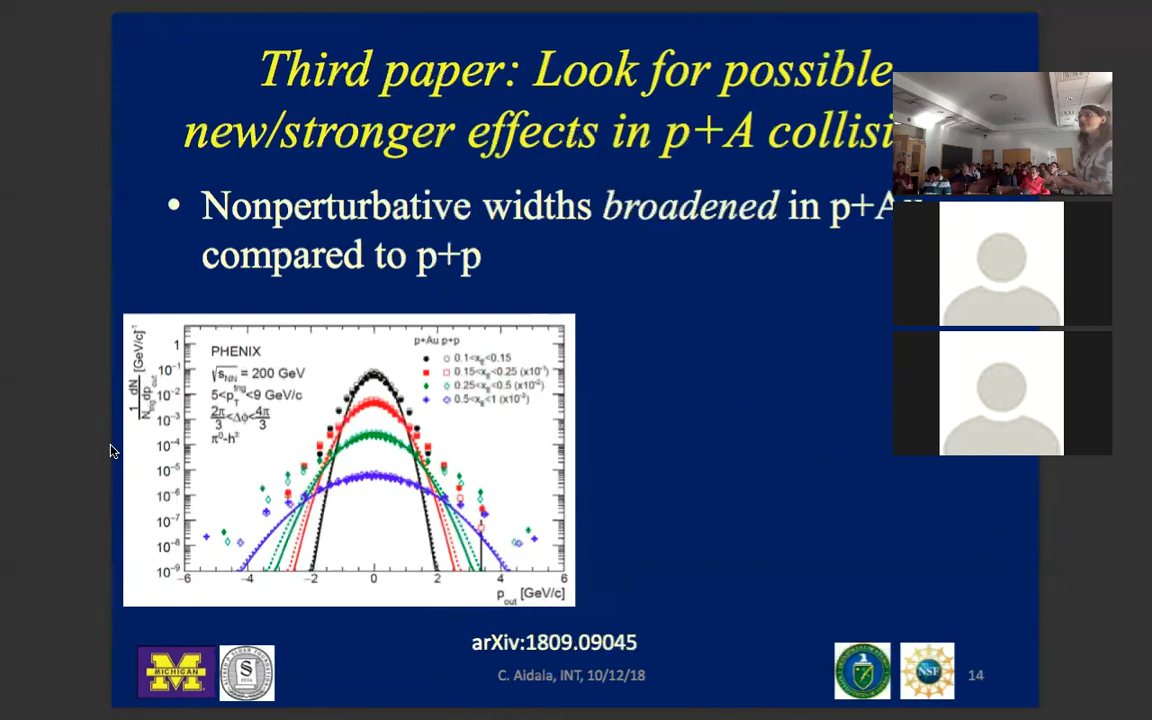 Third paper: Look for possible
new/stronger effects in p+A collisi
• Nonperturbative widths broadened in p+Au
compared to p+p
1/N_trig dN/dp_out [GeV/c]⁻¹
1
10⁻¹
10⁻²
10⁻³
10⁻⁴
10⁻⁵
10⁻⁶
10⁻⁷
10⁻⁸
10⁻⁹
PHENIX
√s_NN = 200 GeV
5<p_T^trig<9 GeV/c
2π/3<Δφ<4π/3
π⁰-h±
p+Au p+p
0.1<x_E<0.15
0.15<x_E<0.25 (x10⁻¹)
0.25<x_E<0.5 (x10⁻²)
0.5<x_E<1 (x10⁻³)
−6 −4 −2 0 2 4 6
p_out [GeV/c]
arXiv:1809.09045
MICHIGAN
C. Aidala, INT, 10/12/18
NSF
14